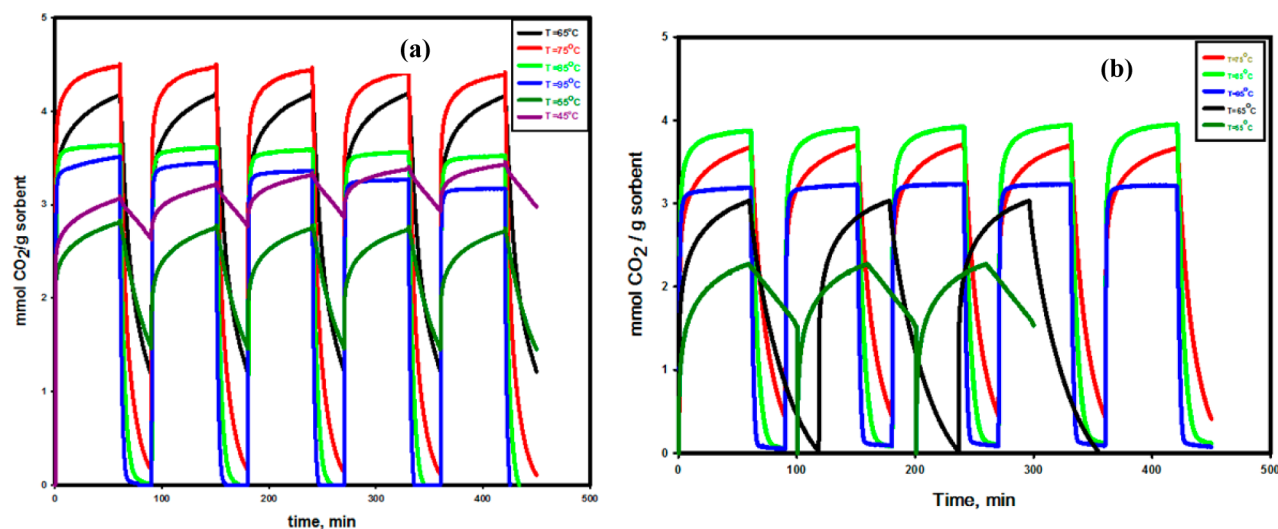 (a)
T=65°C
T=75°C
T=85°C
T=95°C
T=55°C
T=45°C
mmol CO2/g sorbent
5
4
3
2
1
0
0 100 200 300 400 500
time, min
(b)
T=75°C
T=65°C
mmol CO2 / g sorbent
5
4
3
2
1
0
0 100 200 300 400 500
Time, min